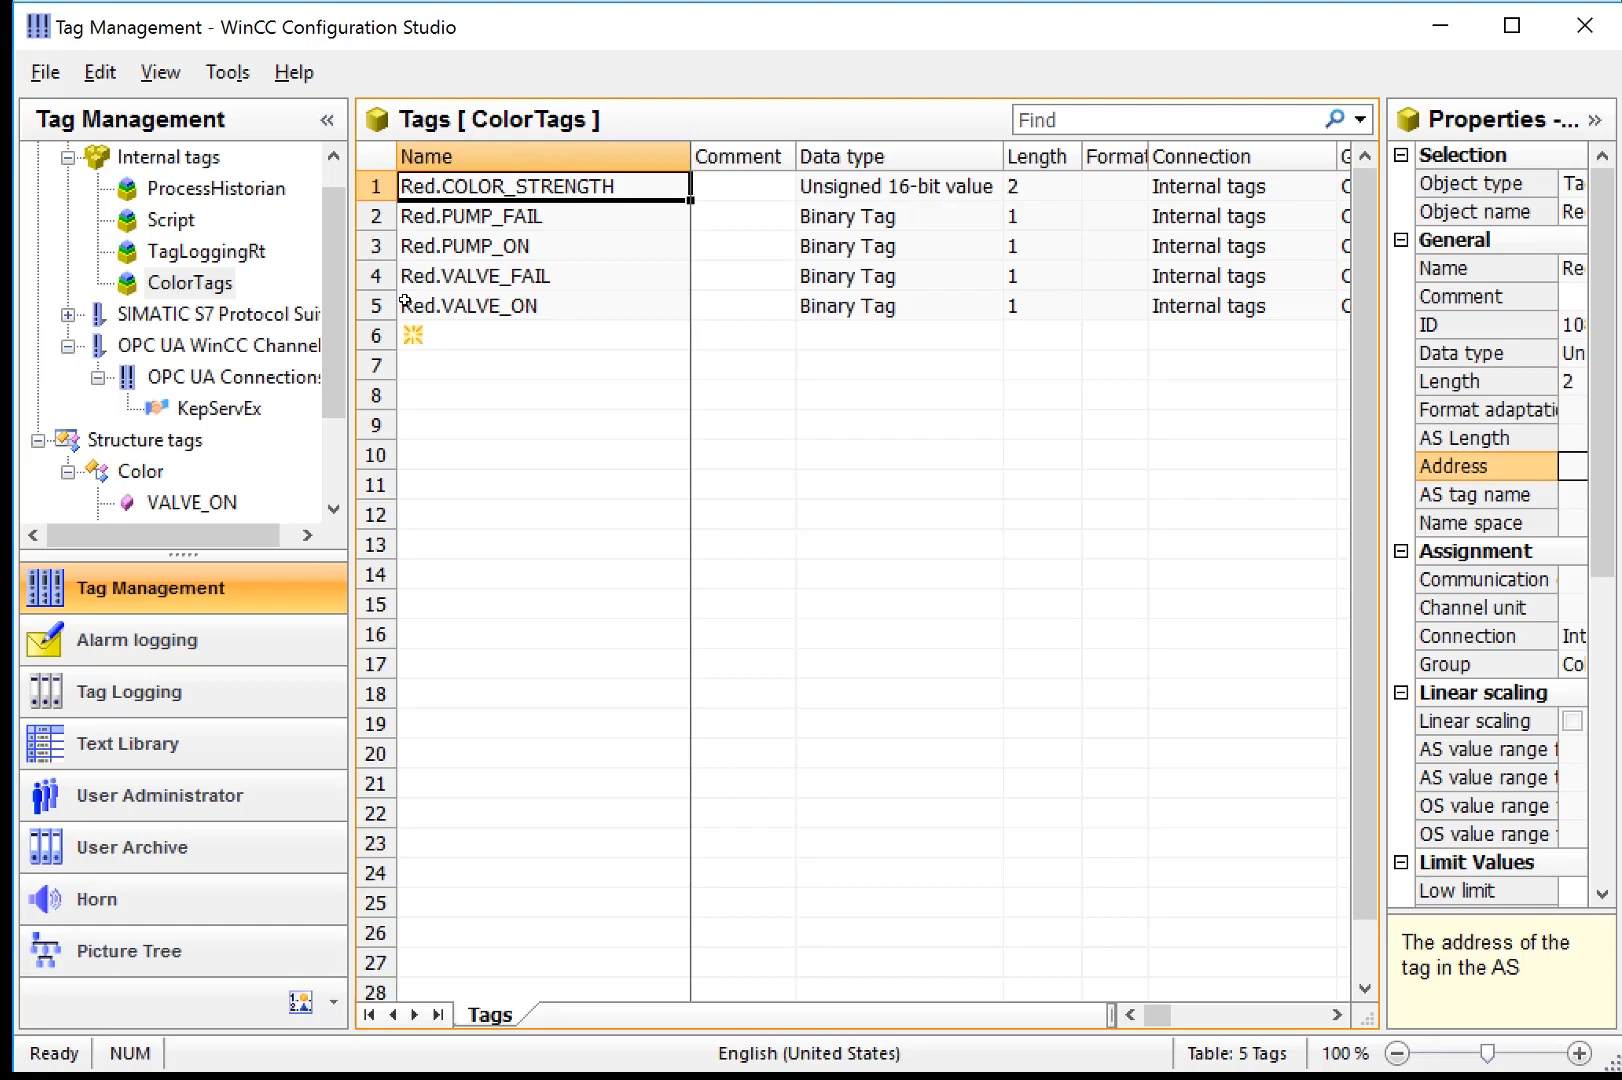 Tag Management - WinCC Configuration Studio
File Edit View Tools Help
Tag Management «
Internal tags
ProcessHistorian
Script
TagLoggingRt
ColorTags
SIMATIC S7 Protocol Sui
OPC UA WinCC Channel
OPC UA Connections
KepServEx
Structure tags
Color
VALVE_ON
Tag Management
Alarm logging
Tag Logging
Text Library
User Administrator
User Archive
Horn
Picture Tree
Tags [ ColorTags ] Find
Name Comment Data type Length Format Connection G
1 Red.COLOR_STRENGTH Unsigned 16-bit value 2 Internal tags C
2 Red.PUMP_FAIL Binary Tag 1 Internal tags C
3 Red.PUMP_ON Binary Tag 1 Internal tags C
4 Red.VALVE_FAIL Binary Tag 1 Internal tags C
5 Red.VALVE_ON Binary Tag 1 Internal tags C
6
7
8
9
10
11
12
13
14
15
16
17
18
19
20
21
22
23
24
25
26
27
28
Tags
Properties -... »
Selection
Object type Ta
Object name Re
General
Name Re
Comment
ID 10
Data type Un
Length 2
Format adaptati
AS Length
Address
AS tag name
Name space
Assignment
Communication
Channel unit
Connection Int
Group Co
Linear scaling
Linear scaling
AS value range f
AS value range t
OS value range
OS value range
Limit Values
Low limit
The address of the
tag in the AS
Ready NUM English (United States) Table: 5 Tags 100 %